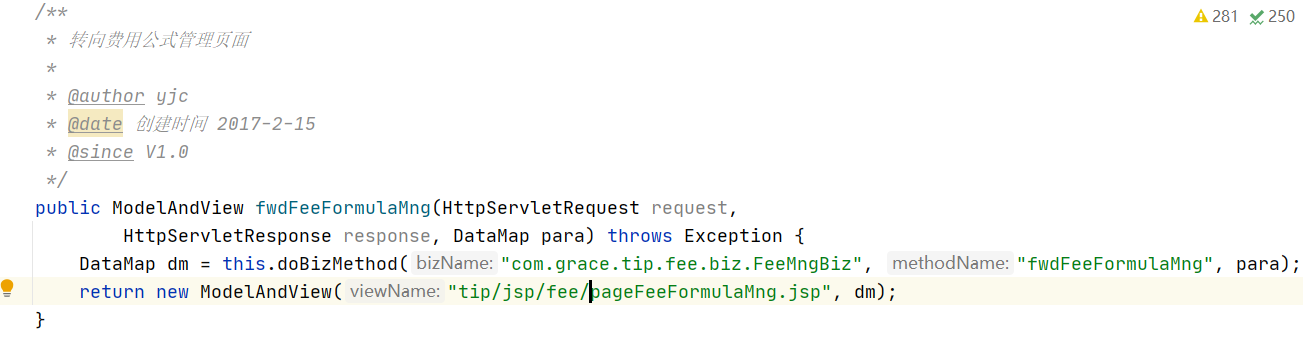 /**
281 250
* 转向费用公式管理页面
*
* @author yjc
* @date 创建时间 2017-2-15
* @since V1.0
*/
public ModelAndView fwdFeeFormulaMng(HttpServletRequest request,
HttpServletResponse response, DataMap para) throws Exception {
DataMap dm = this.doBizMethod( bizName: "com.grace.tip.fee.biz.FeeMngBiz", methodName: "fwdFeeFormulaMng", para);
return new ModelAndView( viewName: "tip/jsp/fee/pageFeeFormulaMng.jsp", dm);
}